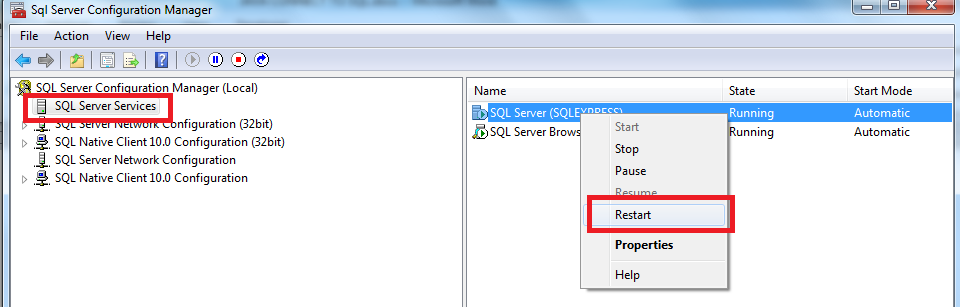 Sql Server Configuration Manager
File Action View Help
SQL Server Configuration Manager (Local)
SQL Server Services
SQL Server Network Configuration (32bit)
SQL Native Client 10.0 Configuration (32bit)
SQL Server Network Configuration
SQL Native Client 10.0 Configuration
Name State Start Mode
SQL Server (SQLEXPRESS) Running Automatic
SQL Server Brows Running Automatic
Start
Stop
Pause
Resume
Restart
Properties
Help